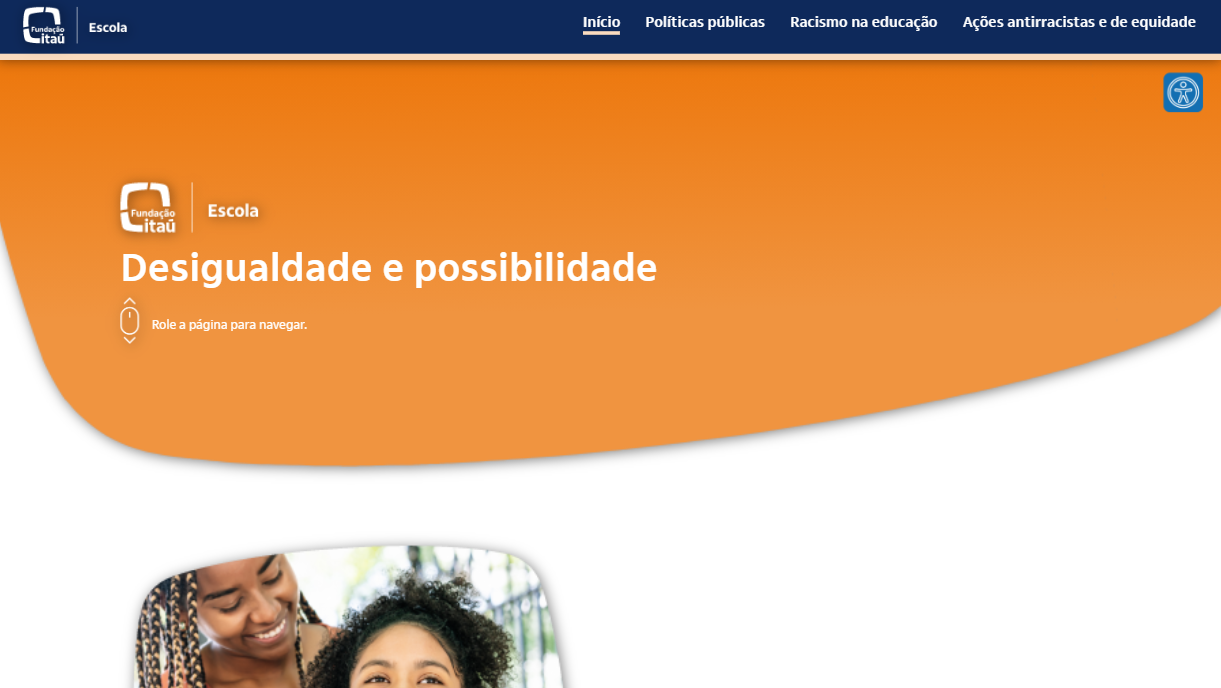 Fundação
itaú
Escola
Início
Políticas públicas
Racismo na educação
Ações antirracistas e de equidade
Fundação
itaú
Escola
Desigualdade e possibilidade
Role a página para navegar.